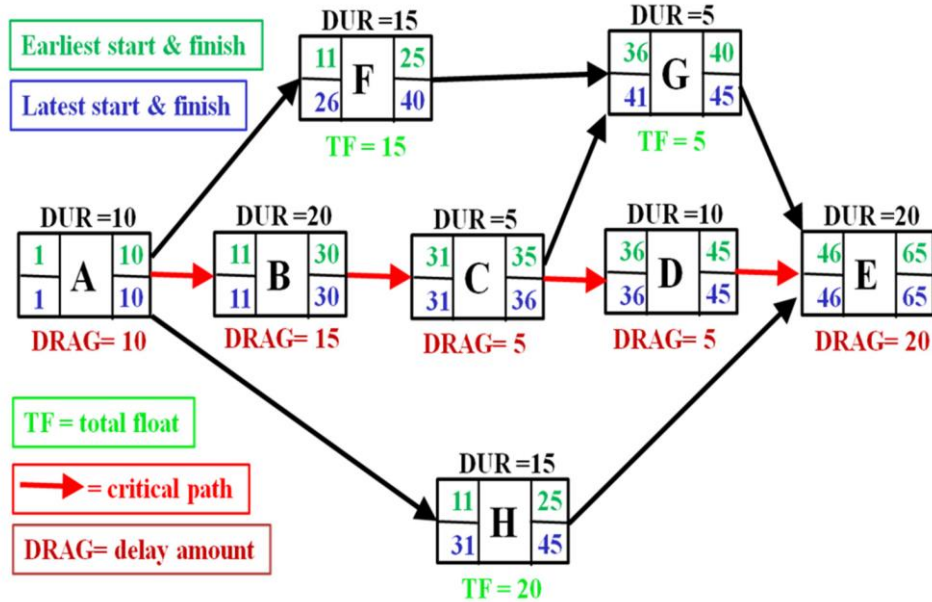 DUR =15
DUR =5
Earliest start & finish
11 F 25
26 40
36 G 40
41 45
Latest start & finish
TF = 15
TF = 5
DUR =10
DUR =20
DUR =5
DUR =10
DUR =20
1 A 10
1 10
11 B 30
11 30
31 C 35
31 36
36 D 45
36 45
46 E 65
46 65
DRAG= 10
DRAG= 15
DRAG= 5
DRAG= 5
DRAG= 20
TF = total float
DUR =15
= critical path
11 H 25
31 45
DRAG= delay amount
TF = 20